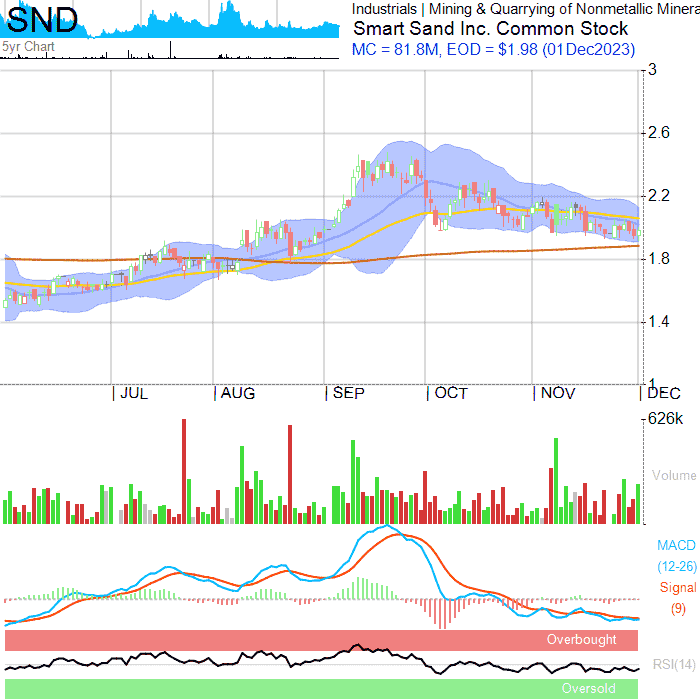 SND
5yr Chart
Industrials | Mining & Quarrying of Nonmetallic Minera
Smart Sand Inc. Common Stock
MC = 81.8M, EOD = $1.98 (01Dec2023)
3
2.6
2.2
1.8
1.4
1
JUL AUG SEP OCT NOV DEC
626k
Volume
MACD
(12-26)
Signal
(9)
Overbought
RSI(14)
Oversold